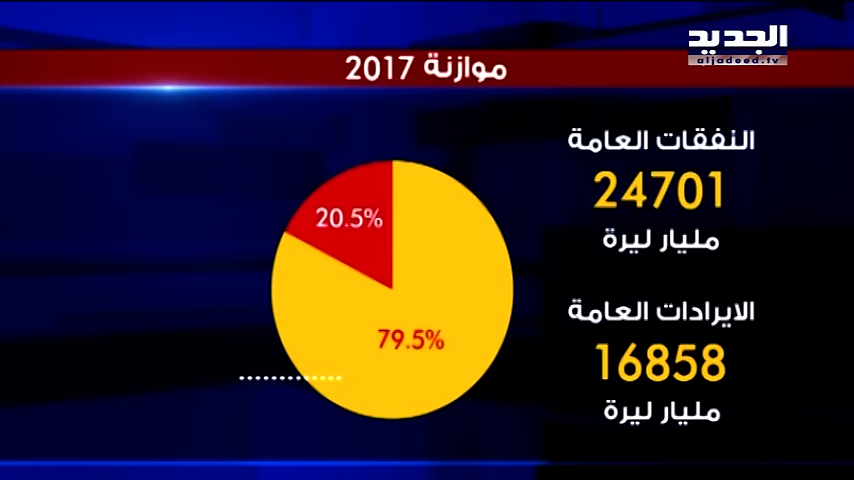 الجديد
aljadeed.tv
موازنة 2017
النفقات العامة
24701
مليار ليرة
20.5%
79.5%
الايرادات العامة
16858
مليار ليرة